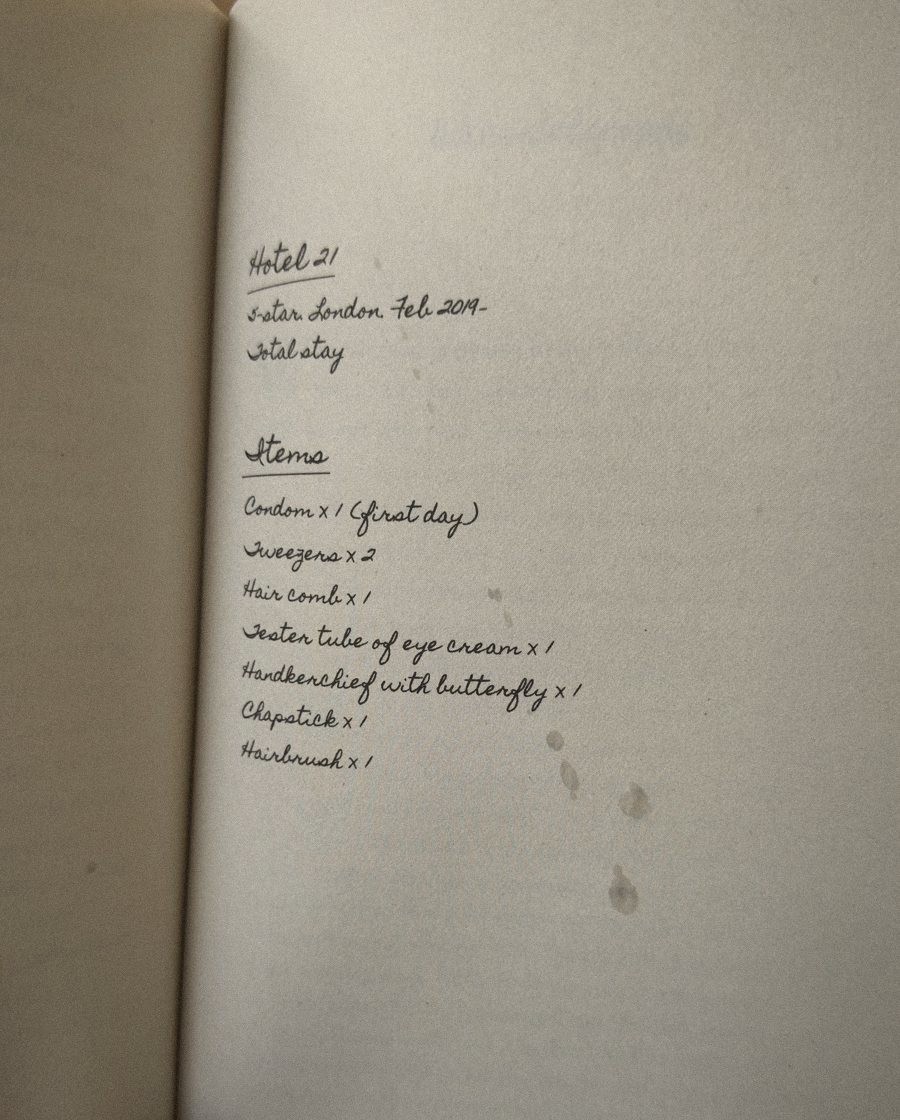 Hotel 21
5-star. London. Feb 2019-
Total stay
Items
Condom x 1 (first day)
Tweezers x 2
Hair comb x 1
Tester tube of eye cream x 1
Handkerchief with butterfly x 1
Chapstick x 1
Hairbrush x 1